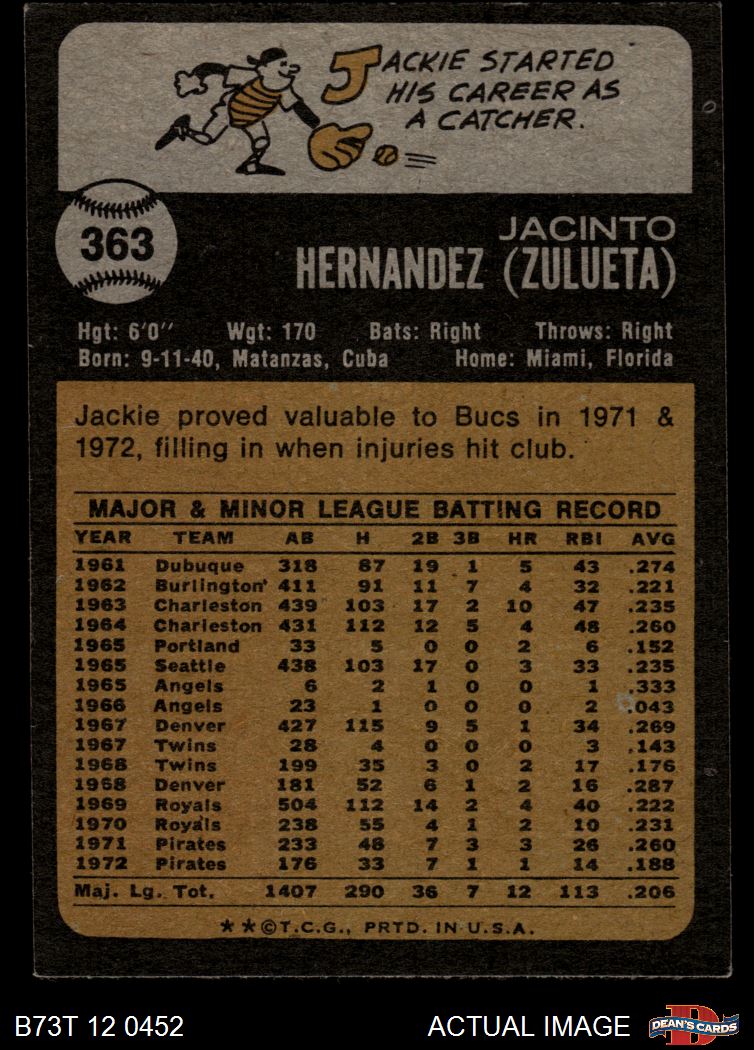 JACKIE STARTED
HIS CAREER AS
A CATCHER.
363
JACINTO
HERNANDEZ (ZULUETA)
Hgt: 6'0" Wgt: 170 Bats: Right Throws: Right
Born: 9-11-40, Matanzas, Cuba Home: Miami, Florida
Jackie proved valuable to Bucs in 1971 &
1972, filling in when injuries hit club.
MAJOR & MINOR LEAGUE BATTING RECORD
YEAR TEAM AB H 2B 3B HR RBI AVG
1961 Dubuque 318 87 19 1 5 43 .274
1962 Burlington 411 91 11 7 4 32 .221
1963 Charleston 439 103 17 2 10 47 .235
1964 Charleston 431 112 12 5 4 48 .260
1965 Portland 33 5 0 0 2 6 .152
1965 Seattle 438 103 17 0 3 33 .235
1965 Angels 6 2 1 0 0 1 .333
1966 Angels 23 1 0 0 0 2 .043
1967 Denver 427 115 9 5 1 34 .269
1967 Twins 28 4 0 0 0 3 .143
1968 Twins 199 35 3 0 2 17 .176
1968 Denver 181 52 6 1 2 16 .287
1969 Royals 504 112 14 2 4 40 .222
1970 Royals 238 55 4 1 2 10 .231
1971 Pirates 233 48 7 3 3 26 .260
1972 Pirates 176 33 7 1 1 14 .188
Maj. Lg. Tot. 1407 290 36 7 12 113 .206
★★©T.C.G., PRTD. IN U.S.A.
B73T 12 0452 ACTUAL IMAGE D DEAN'S CARDS